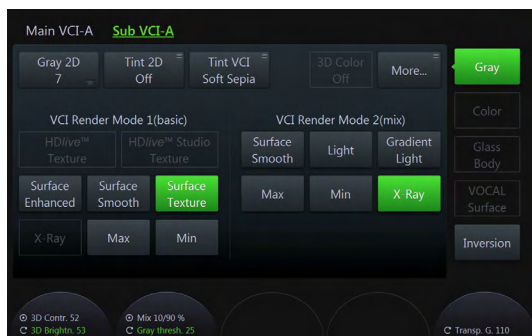 Main VCI-A Sub VCI-A
Gray 2D Tint 2D Tint VCI 3D Color
7 Off Soft Sepia Off More... Gray
Color
VCI Render Mode 1(basic) VCI Render Mode 2(mix)
HDlive™ HDlive™ Studio
Texture Texture
Surface Light Gradient
Smooth Light
Glass
Body
Surface Surface Surface
Enhanced Smooth Texture
Max Min X-Ray
VOCAL
Surface
X-Ray Max Min
Inversion
3D Contr. 52 Mix 10/90 %
3D Brightn. 53 Gray thresh. 25 Transp. G. 110